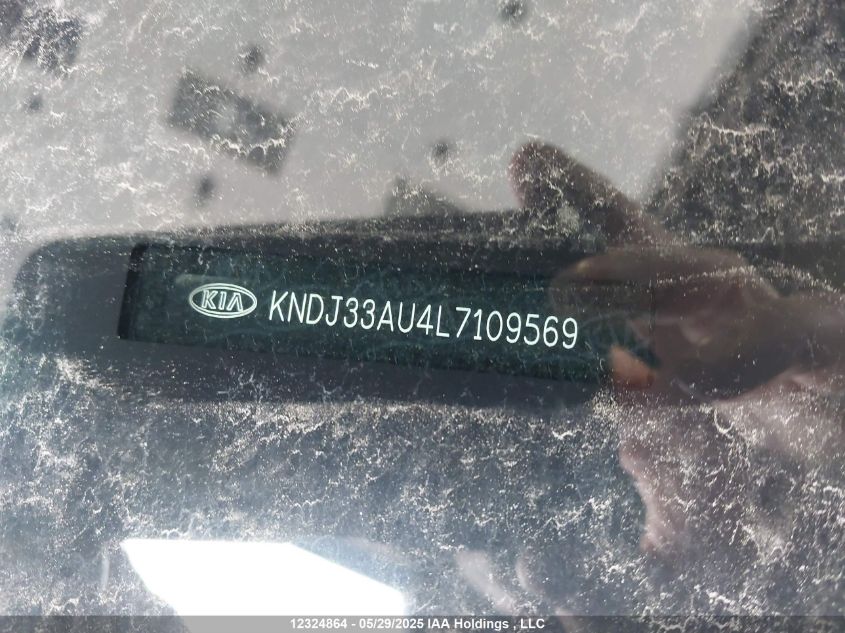 KIA KNDJ33AU4L7109569
12324864 - 05/29/2025 IAA Holdings , LLC